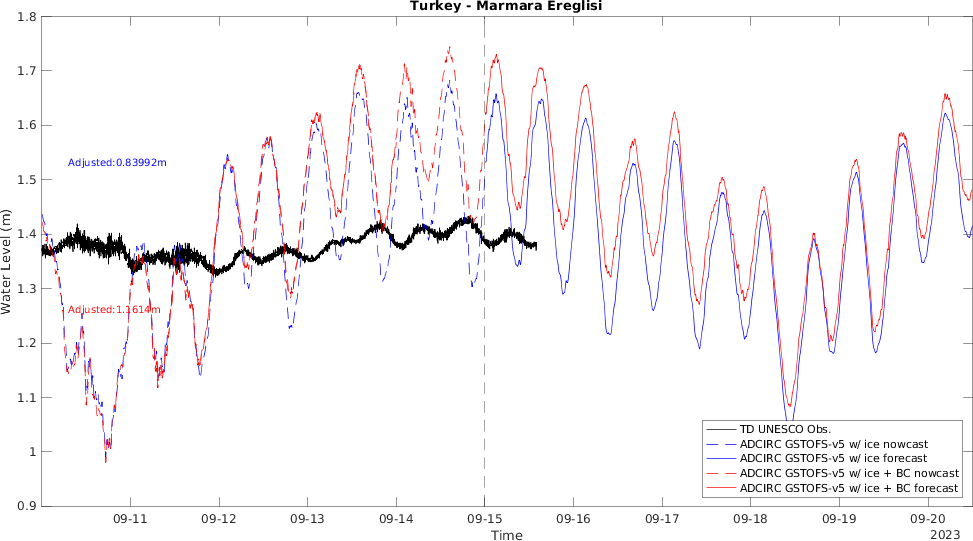 Turkey - Marmara Ereglisi
1.8
1.7
1.6
1.5
1.4
1.3
1.2
1.1
1
0.9
Water Level (m)
Adjusted:0.83992m
Adjusted:1.1614m
TD UNESCO Obs.
ADCIRC GSTOFS-v5 w/ ice nowcast
ADCIRC GSTOFS-v5 w/ ice forecast
ADCIRC GSTOFS-v5 w/ ice + BC nowcast
ADCIRC GSTOFS-v5 w/ ice + BC forecast
09-11 09-12 09-13 09-14 09-15 09-16 09-17 09-18 09-19 09-20
Time
2023